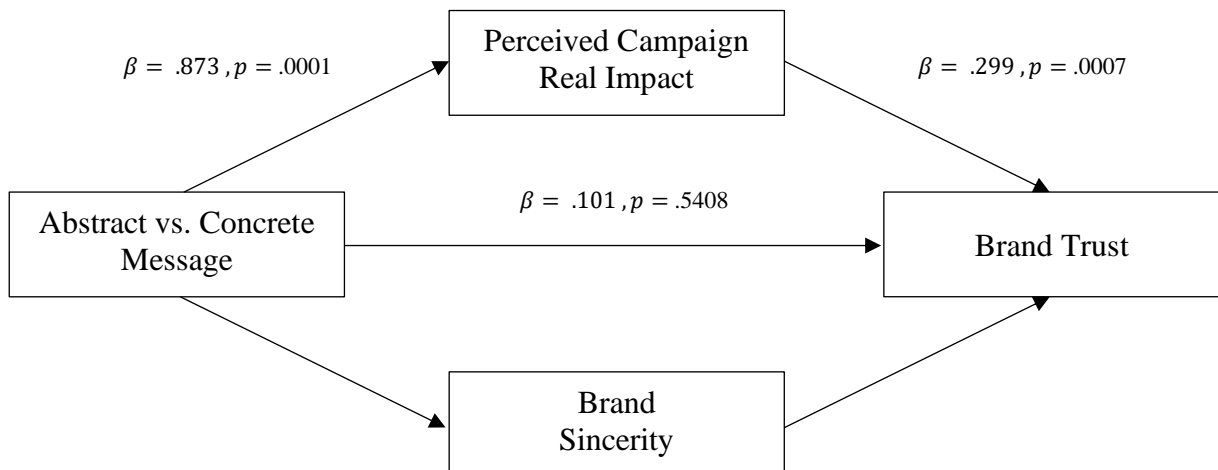 Perceived Campaign
Real Impact
β = .873 , p = .0001
β = .299 , p = .0007
Abstract vs. Concrete
Message
β = .101 , p = .5408
Brand Trust
Brand
Sincerity